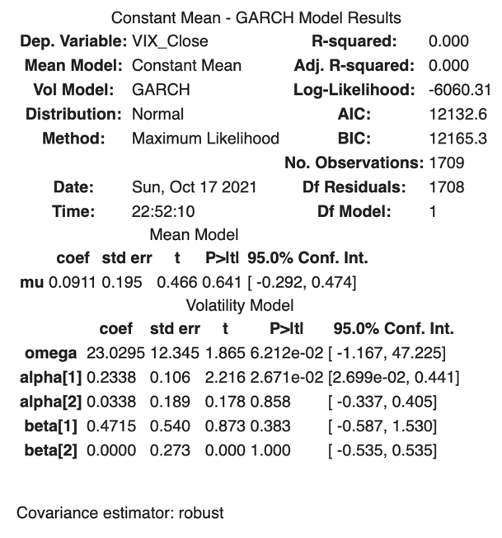 Constant Mean - GARCH Model Results
Dep. Variable: VIX_Close R-squared: 0.000
Mean Model: Constant Mean Adj. R-squared: 0.000
Vol Model: GARCH Log-Likelihood: -6060.31
Distribution: Normal AIC: 12132.6
Method: Maximum Likelihood BIC: 12165.3
No. Observations: 1709
Date: Sun, Oct 17 2021 Df Residuals: 1708
Time: 22:52:10 Df Model: 1
Mean Model
coef std err t P>|t| 95.0% Conf. Int.
mu 0.0911 0.195 0.466 0.641 [ -0.292, 0.474]
Volatility Model
coef std err t P>|t| 95.0% Conf. Int.
omega 23.0295 12.345 1.865 6.212e-02 [ -1.167, 47.225]
alpha[1] 0.2338 0.106 2.216 2.671e-02 [2.699e-02, 0.441]
alpha[2] 0.0338 0.189 0.178 0.858 [ -0.337, 0.405]
beta[1] 0.4715 0.540 0.873 0.383 [ -0.587, 1.530]
beta[2] 0.0000 0.273 0.000 1.000 [ -0.535, 0.535]
Covariance estimator: robust